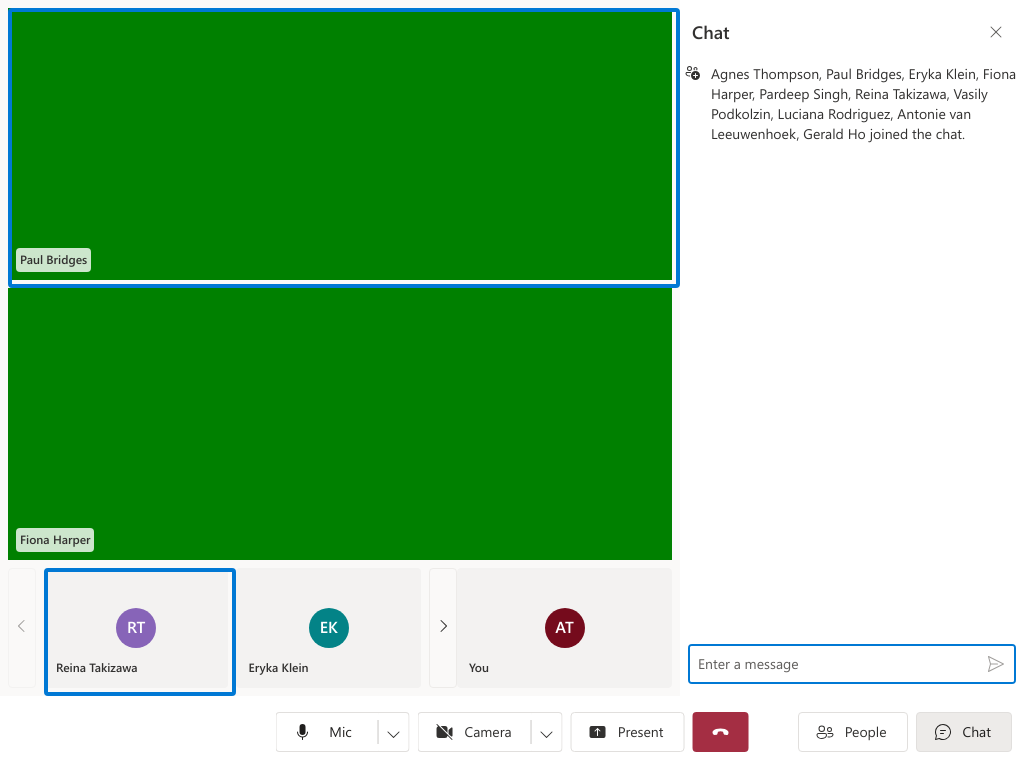 Paul Bridges
Fiona Harper
RT
Reina Takizawa
EK
Eryka Klein
AT
You
Chat
Agnes Thompson, Paul Bridges, Eryka Klein, Fiona
Harper, Pardeep Singh, Reina Takizawa, Vasily
Podkolzin, Luciana Rodriguez, Antonie van
Leeuwenhoek, Gerald Ho joined the chat.
Enter a message
Mic
Camera
Present
People
Chat